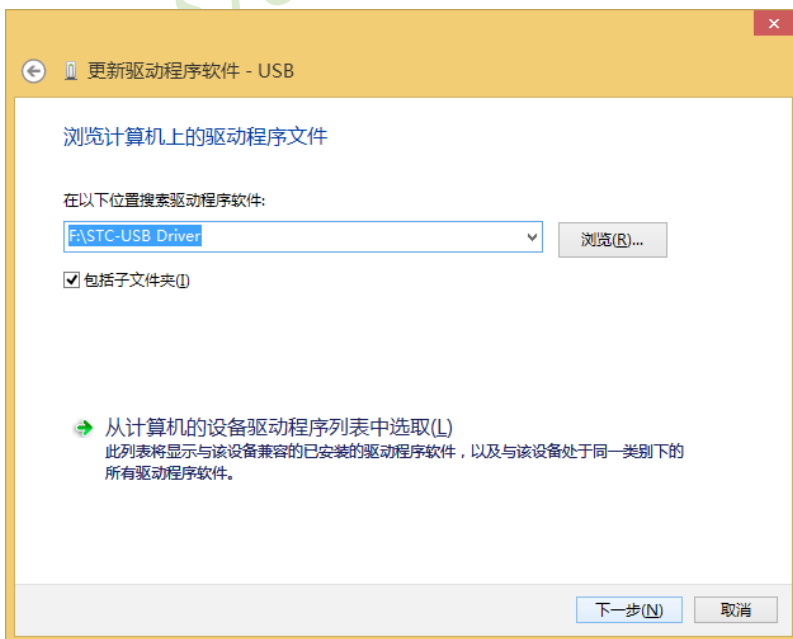 更新驱动程序软件 - USB
浏览计算机上的驱动程序文件
在以下位置搜索驱动程序软件:
F:\STC-USB Driver
浏览(R)...
包括子文件夹(I)
从计算机的设备驱动程序列表中选取(L)
此列表将显示与该设备兼容的已安装的驱动程序软件，以及与该设备处于同一类别下的
所有驱动程序软件。
下一步(N)
取消